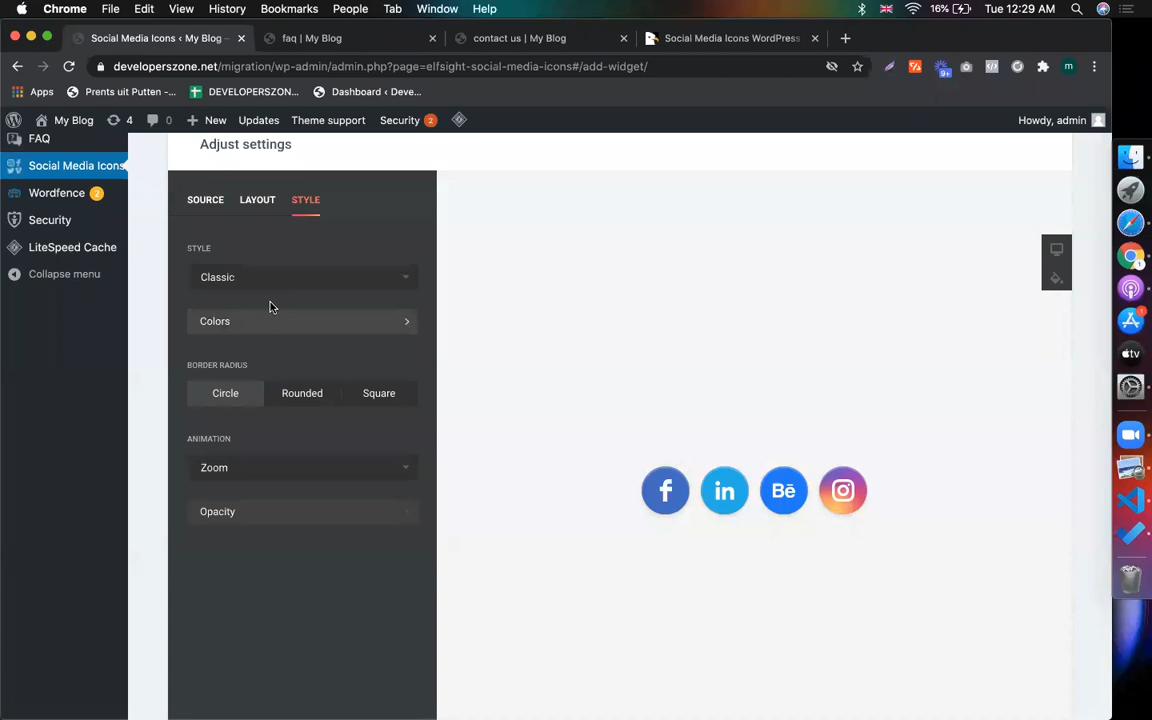 Chrome File Edit View History Bookmarks People Tab Window Help 16% Tue 12:29 AM
Social Media Icons ‹ My Blog – faq | My Blog contact us | My Blog Social Media Icons WordPress
developerszone.net/migration/wp-admin/admin.php?page=elfsight-social-media-icons#/add-widget/ 9+ m
Apps Prents uit Putten -... DEVELOPERSZON... Dashboard ‹ Deve...
My Blog 4 0 New Updates Theme support Security 2 Howdy, admin
FAQ
Social Media Icons
Wordfence 2
Security
LiteSpeed Cache
Collapse menu
Adjust settings
SOURCE LAYOUT STYLE
STYLE
Classic
Colors
BORDER RADIUS
Circle Rounded Square
ANIMATION
Zoom
Opacity
f in Bē
tv